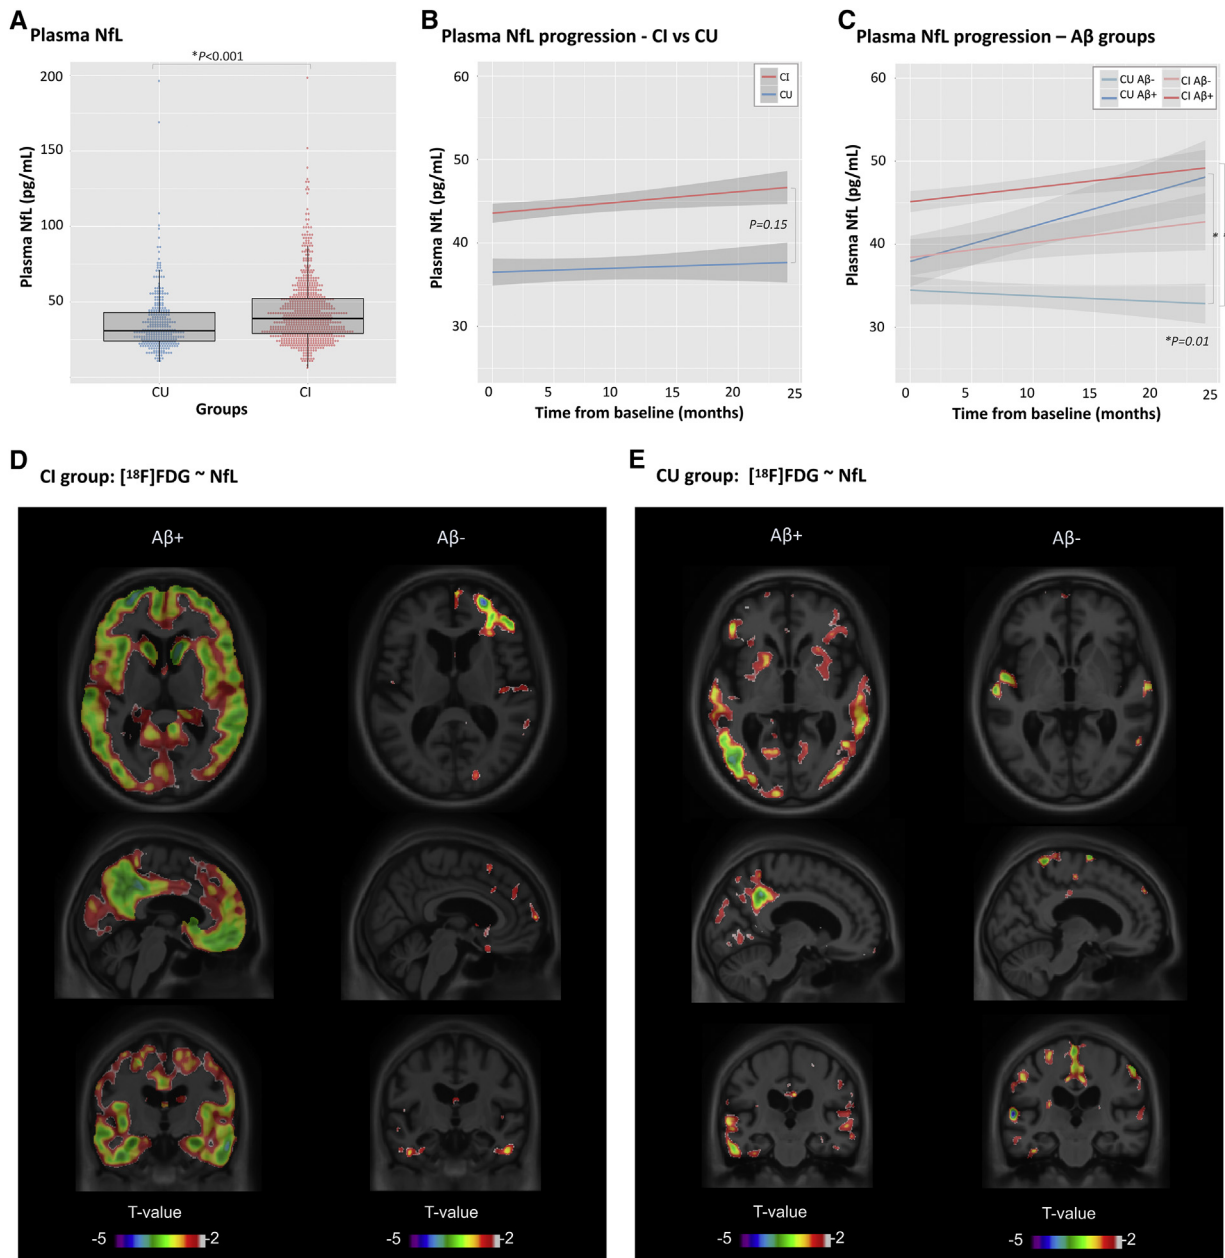 A
Plasma NfL
*P<0.001
200
150
100
50
Plasma NfL (pg/mL)
CU
CI
Groups
B
Plasma NfL progression - CI vs CU
CI
CU
60
50
40
30
Plasma NfL (pg/mL)
P=0.15
0
5
10
15
20
25
Time from baseline (months)
C
Plasma NfL progression – Aβ groups
CU Aβ-
CI Aβ-
CU Aβ+
CI Aβ+
60
50
40
30
Plasma NfL (pg/mL)
*
*P=0.01
0
5
10
15
20
25
Time from baseline (months)
D
CI group: [18F]FDG ~ NfL
Aβ+
Aβ-
T-value
-5
-2
T-value
-5
-2
E
CU group: [18F]FDG ~ NfL
Aβ+
Aβ-
T-value
-5
-2
T-value
-5
-2